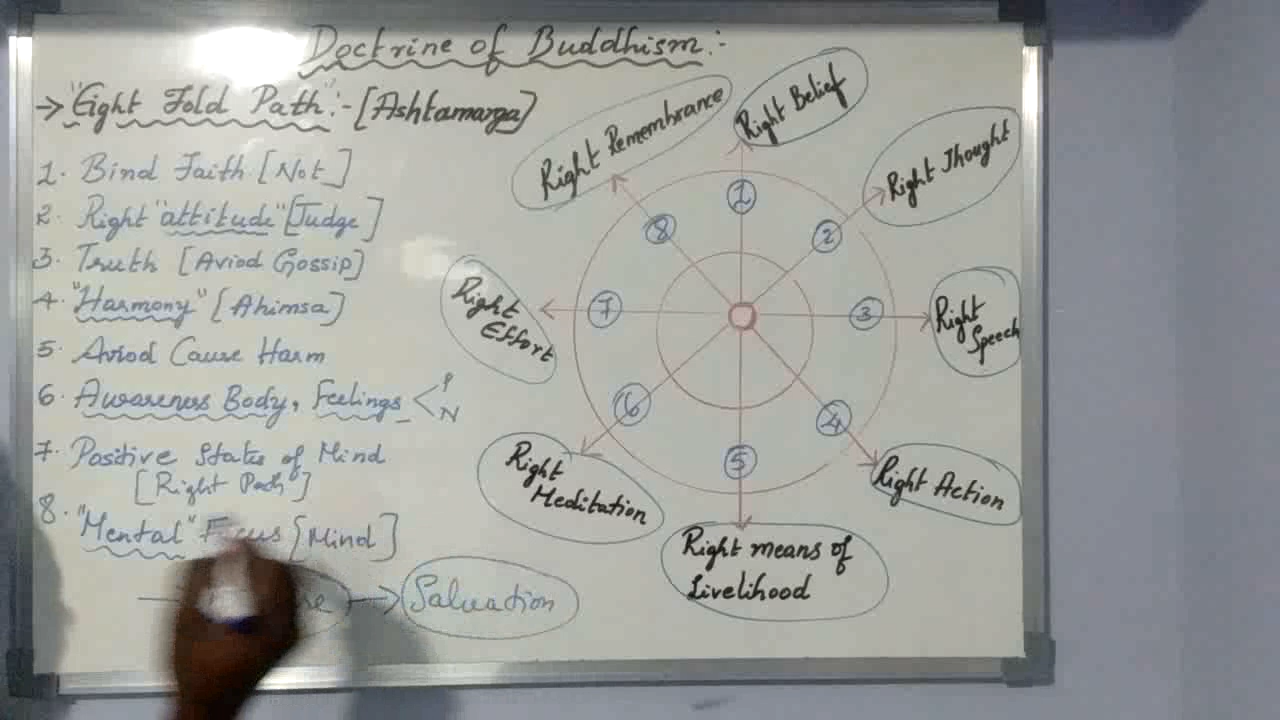 Doctrine of Buddhism:-
→ "Eight Fold Path":- [Ashtamarga]
1. Bind Faith [Not]
2. Right "attitude" [Judge]
3. Truth [Aviod Gossip]
4. "Harmony" [Ahimsa]
5. Aviod Cause Harm
6. Awareness Body, Feelings < P
N
7. Positive States of Mind
[Right Path]
8. "Mental" Focus [Mind]
→ Salvation
Right Belief
1
Right Thought
2
Right Speech
3
Right Action
4
Right means of
Livelihood
5
Right
Meditation
6
Right
Effort
7
Right Remembrance
8